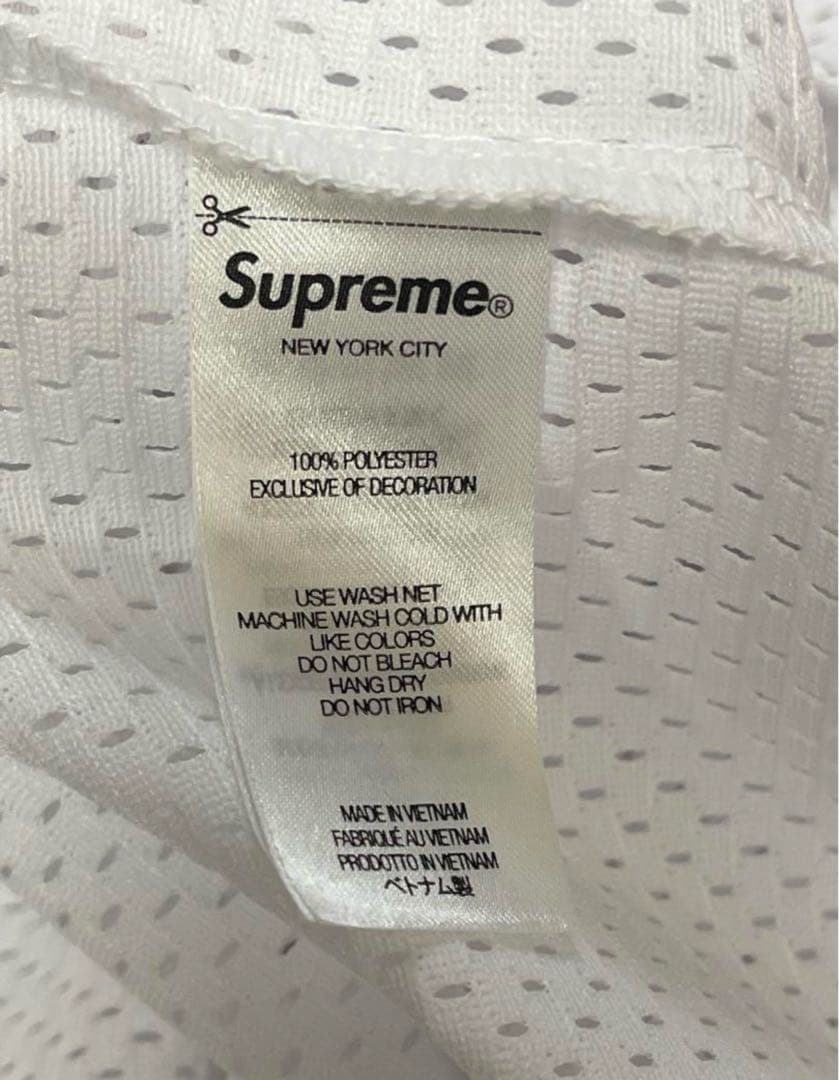 Supreme®
NEW YORK CITY
100% POLYESTER
EXCLUSIVE OF DECORATION
USE WASH NET
MACHINE WASH COLD WITH
LIKE COLORS
DO NOT BLEACH
HANG DRY
DO NOT IRON
MADE IN VIETNAM
FABRIQUÉ AU VIETNAM
PRODOTTO IN VIETNAM
ベトナム製